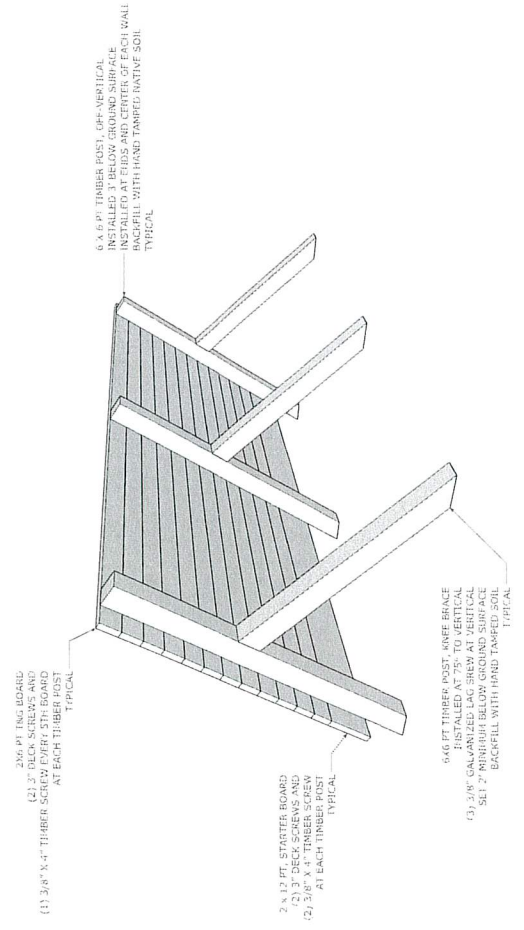 2X6 PT T&G BOARD
(2) 3" DECK SCREWS AND
(1) 3/8" X 4" TIMBER SCREW EVERY 5TH BOARD
AT EACH TIMBER POST
TYPICAL
6 X 6 PT TIMBER POST, OFF-VERTICAL
INSTALLED 3' BELOW GROUND SURFACE
INSTALLED AT ENDS AND CENTER OF EACH WALL
BACKFILL WITH HAND TAMPED NATIVE SOIL
TYPICAL
2 X 12 PT, STARTER BOARD
(2) 3" DECK SCREWS AND
(2) 3/8" X 4" TIMBER SCREW
AT EACH TIMBER POST
TYPICAL
6X6 PT TIMBER POST, KNEE BRACE
INSTALLED AT 75° TO VERTICAL
(3) 3/8" GALVANIZED LAG SREW AT VERTICAL
SET 2' MINIMUM BELOW GROUND SURFACE
BACKFILL WITH HAND TAMPED SOIL
TYPICAL